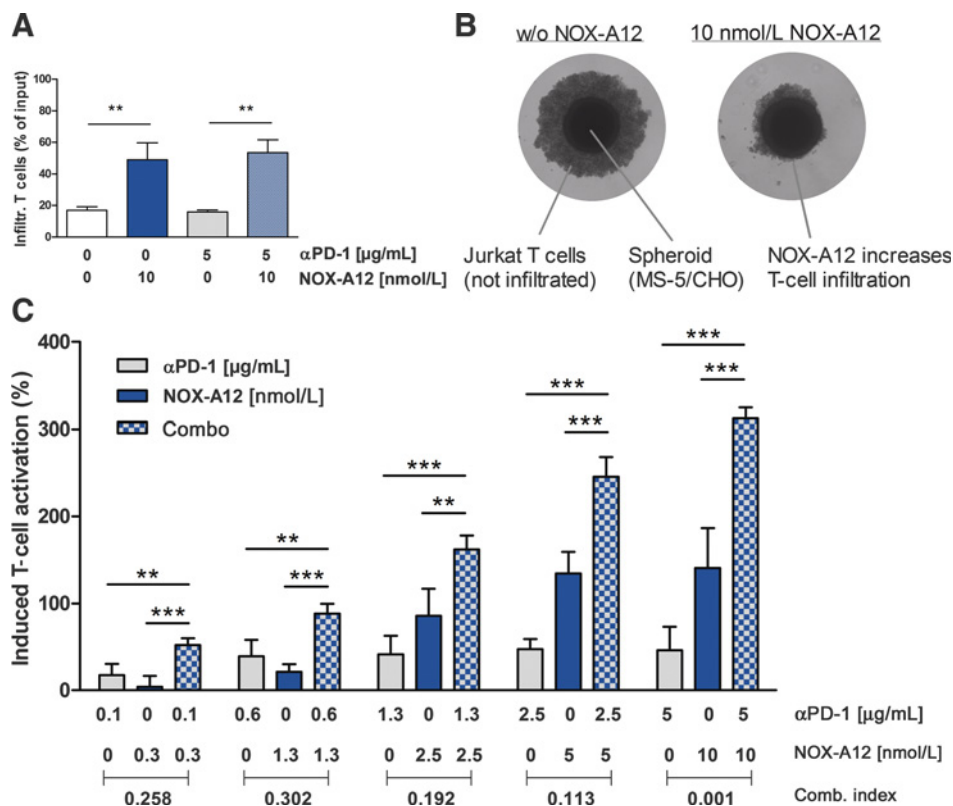 A
Infiltr. T cells (% of input)
100
80
60
40
20
0
** **
0 0 5 5 αPD-1 [µg/mL]
0 10 0 10 NOX-A12 [nmol/L]
B
w/o NOX-A12 10 nmol/L NOX-A12
Jurkat T cells
(not infiltrated)
Spheroid
(MS-5/CHO)
NOX-A12 increases
T-cell infiltration
C
Induced T-cell activation (%)
400
300
200
100
0
αPD-1 [µg/mL]
NOX-A12 [nmol/L]
Combo
**
***
**
***
***
**
***
***
***
***
0.1 0 0.1 0.6 0 0.6 1.3 0 1.3 2.5 0 2.5 5 0 5 αPD-1 [µg/mL]
0 0.3 0.3 0 1.3 1.3 0 2.5 2.5 0 5 5 0 10 10 NOX-A12 [nmol/L]
0.258 0.302 0.192 0.113 0.001 Comb. index